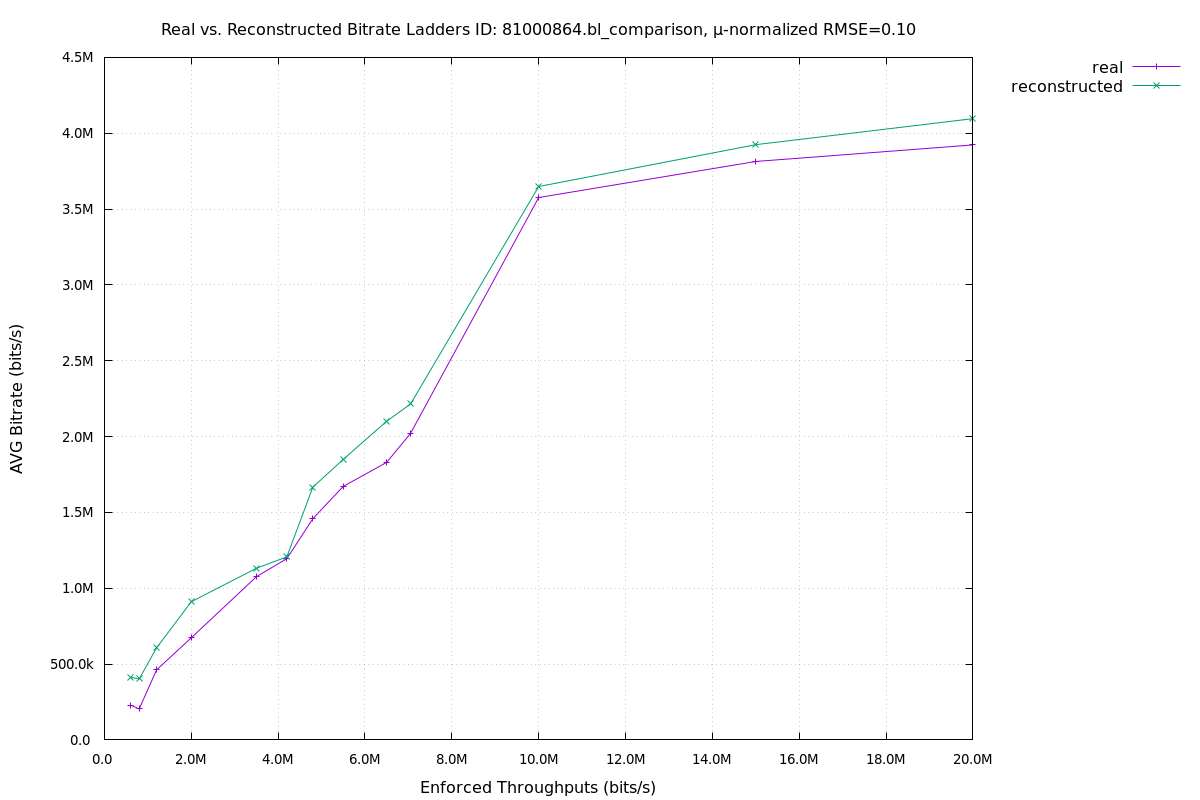 Real vs. Reconstructed Bitrate Ladders ID: 81000864.bl_comparison, μ-normalized RMSE=0.10
real
reconstructed
4.5M
4.0M
3.5M
3.0M
2.5M
2.0M
1.5M
1.0M
500.0k
0.0
AVG Bitrate (bits/s)
0.0 2.0M 4.0M 6.0M 8.0M 10.0M 12.0M 14.0M 16.0M 18.0M 20.0M
Enforced Throughputs (bits/s)